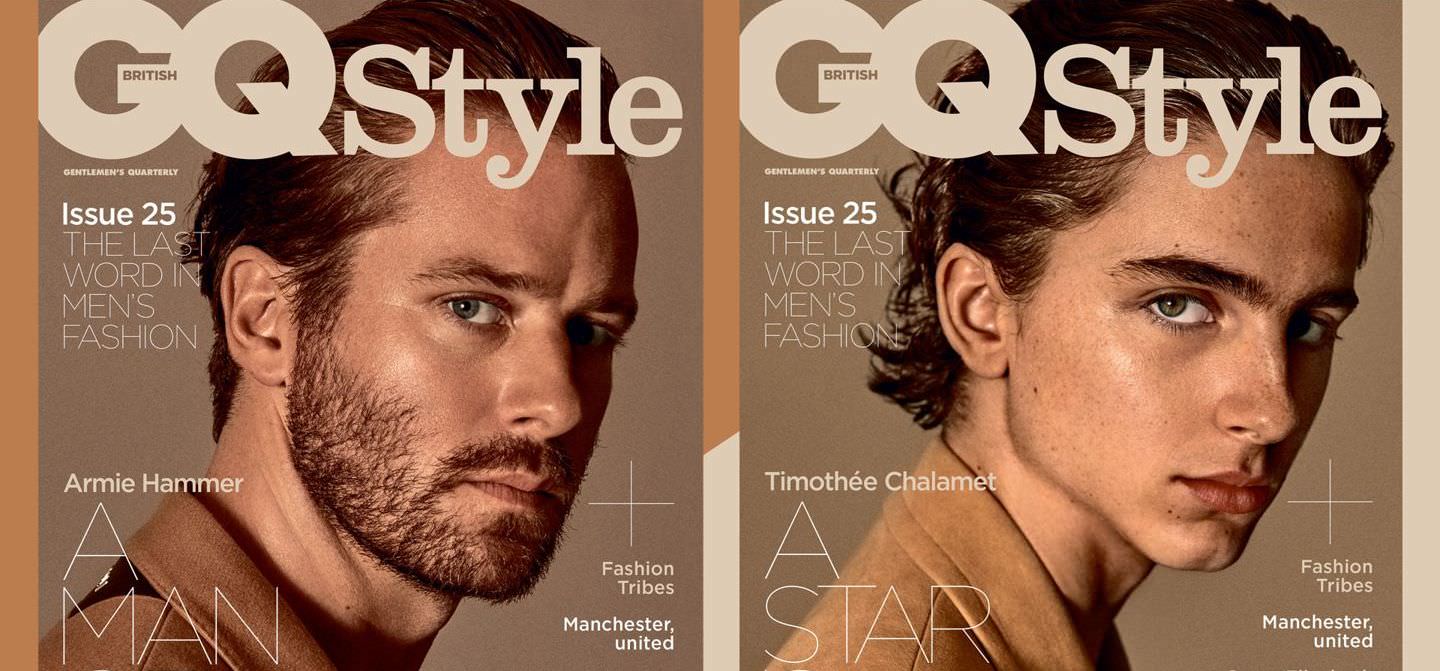 BRITISH
GQ Style
GENTLEMEN'S QUARTERLY
Issue 25
THE LAST
WORD IN
MEN'S
FASHION
Armie Hammer
A
MAN
Fashion
Tribes
Manchester,
united
BRITISH
GQ Style
GENTLEMEN'S QUARTERLY
Issue 25
THE LAST
WORD IN
MEN'S
FASHION
Timothée Chalamet
A
STAR
Fashion
Tribes
Manchester,
united